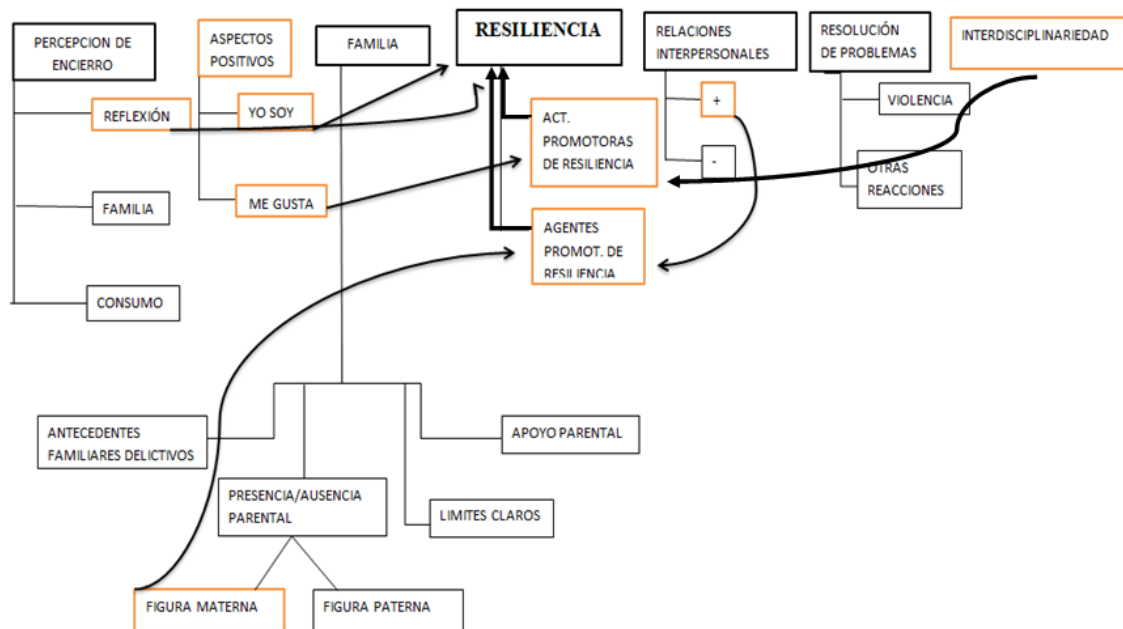 PERCEPCION DE
ENCIERRO
REFLEXIÓN
FAMILIA
CONSUMO
ASPECTOS
POSITIVOS
YO SOY
ME GUSTA
FAMILIA
ANTECEDENTES
FAMILIARES DELICTIVOS
PRESENCIA/AUSENCIA
PARENTAL
FIGURA MATERNA
FIGURA PATERNA
LIMITES CLAROS
APOYO PARENTAL
RESILIENCIA
ACT.
PROMOTORAS
DE RESILIENCIA
AGENTES
PROMOT. DE
RESILIENCIA
RELACIONES
INTERPERSONALES
+
-
RESOLUCIÓN
DE PROBLEMAS
VIOLENCIA
OTRAS
REACCIONES
INTERDISCIPLINARIEDAD